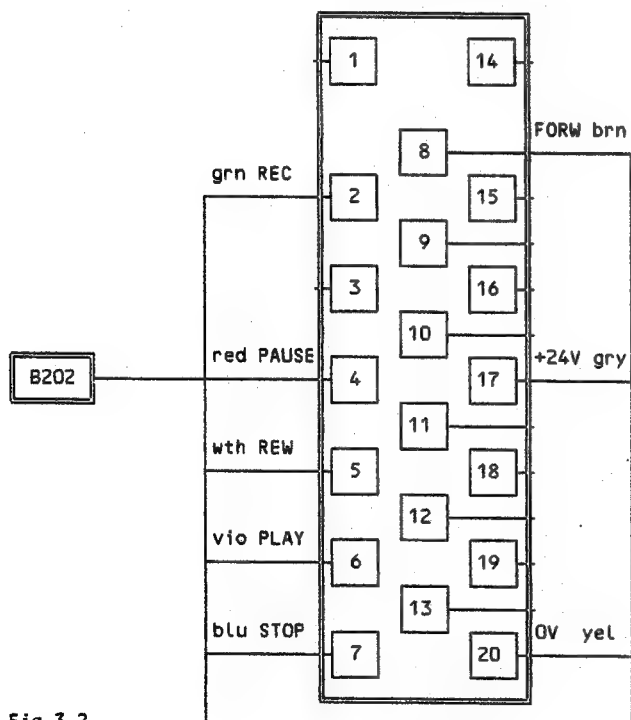 1 14
8 FORW brn
grn REC 2 15
9
3 16
10
B202 red PAUSE 4 17 +24V gry
11
wth REW 5 18
12
vio PLAY 6 19
13
blu STOP 7 20 0V yel
Fig 3.2